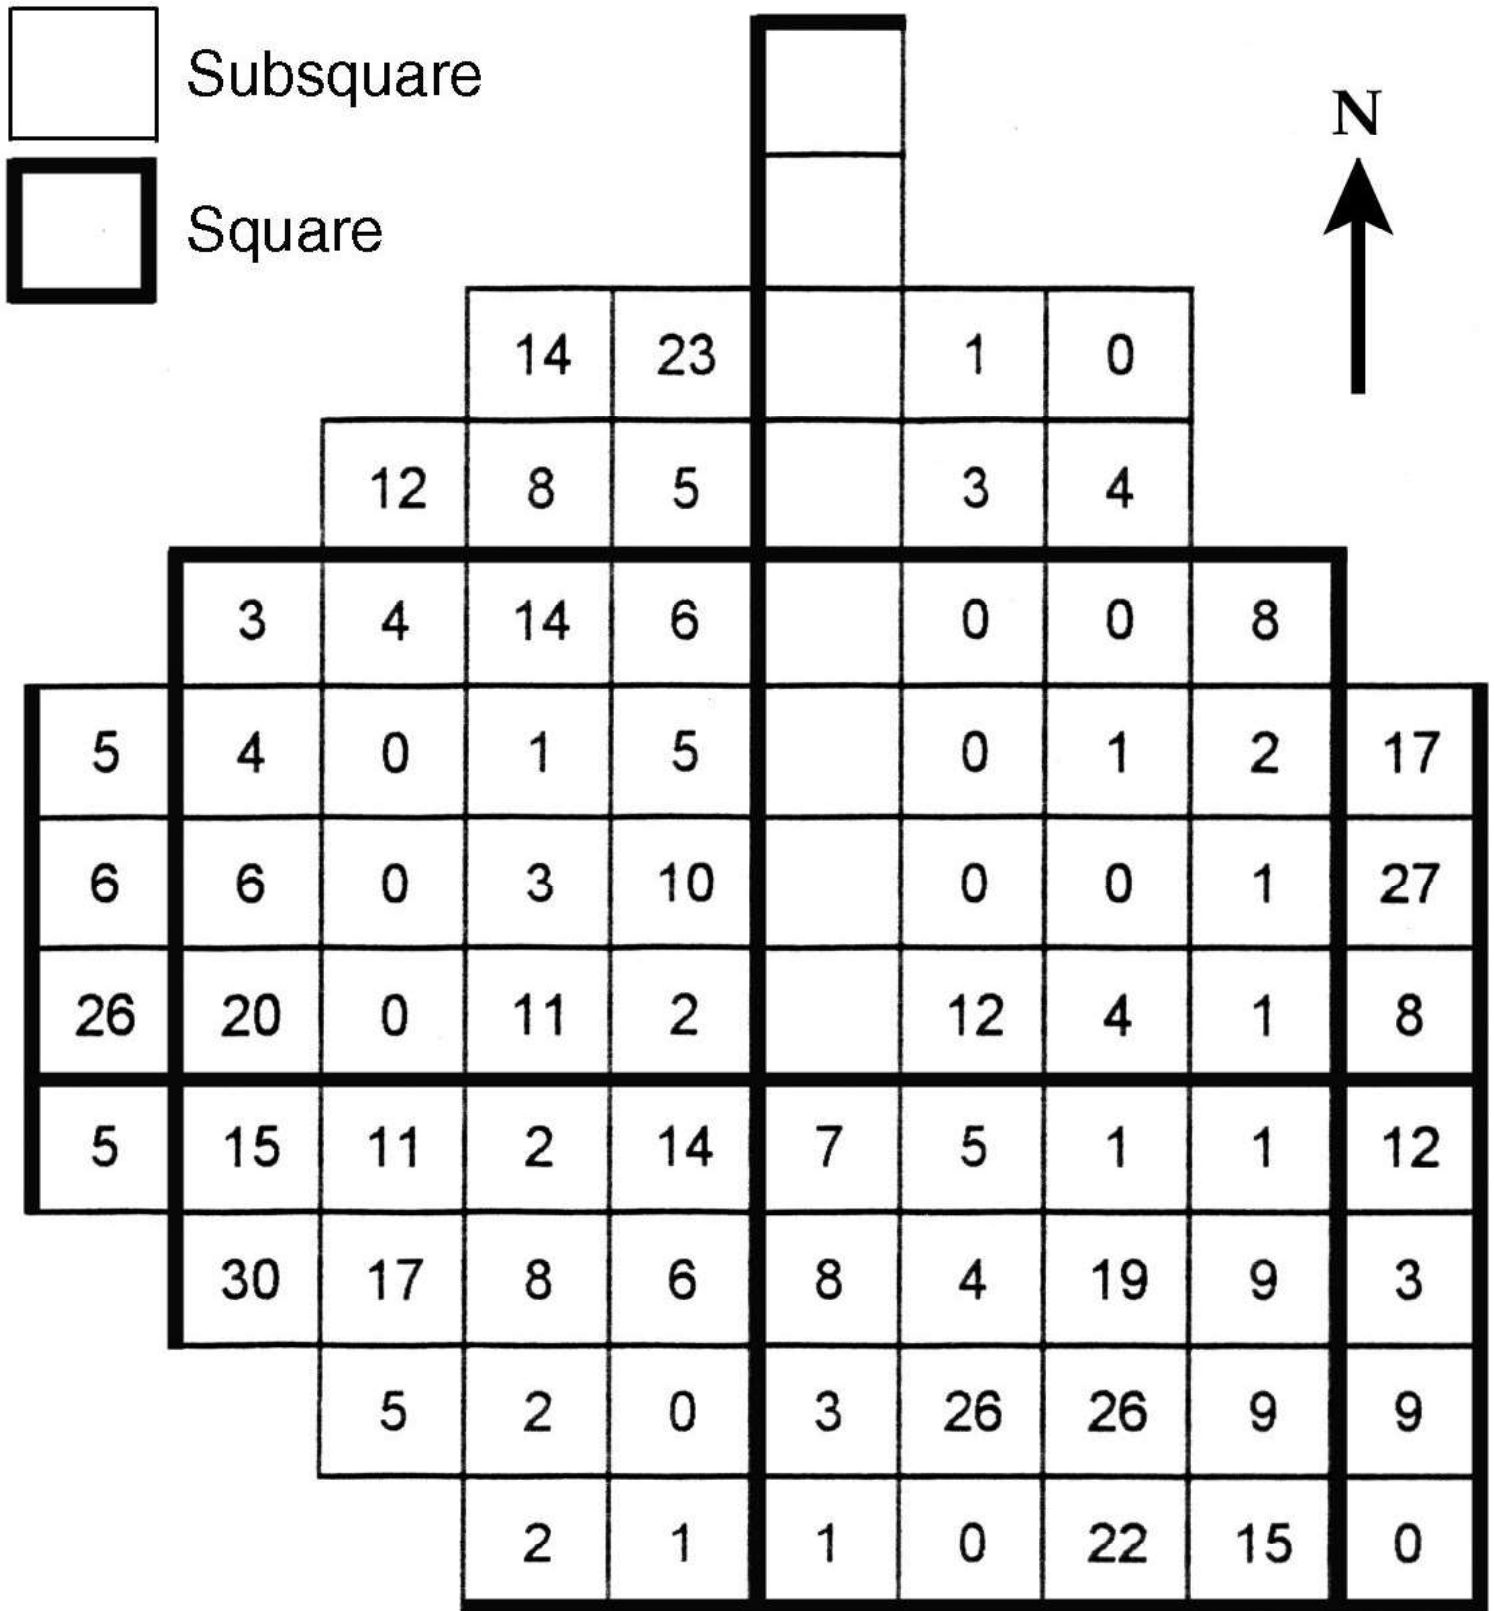 Subsquare
N
Square
14 23 1 0
12 8 5 3 4
3 4 14 6 0 0 8
5 4 0 1 5 0 1 2 17
6 6 0 3 10 0 0 1 27
26 20 0 11 2 12 4 1 8
5 15 11 2 14 7 5 1 1 12
30 17 8 6 8 4 19 9 3
5 2 0 3 26 26 9 9
2 1 1 0 22 15 0